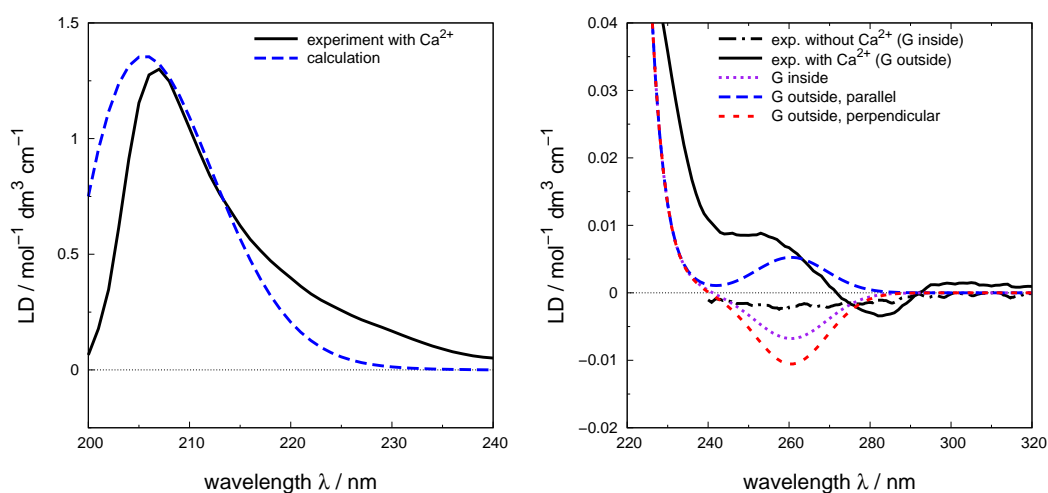 LD / mol⁻¹ dm³ cm⁻¹
1.5
1
0.5
0
200
210
220
230
240
wavelength λ / nm
experiment with Ca²⁺
calculation
LD / mol⁻¹ dm³ cm⁻¹
0.04
0.03
0.02
0.01
0
−0.01
−0.02
220
240
260
280
300
320
wavelength λ / nm
exp. without Ca²⁺ (G inside)
exp. with Ca²⁺ (G outside)
G inside
G outside, parallel
G outside, perpendicular